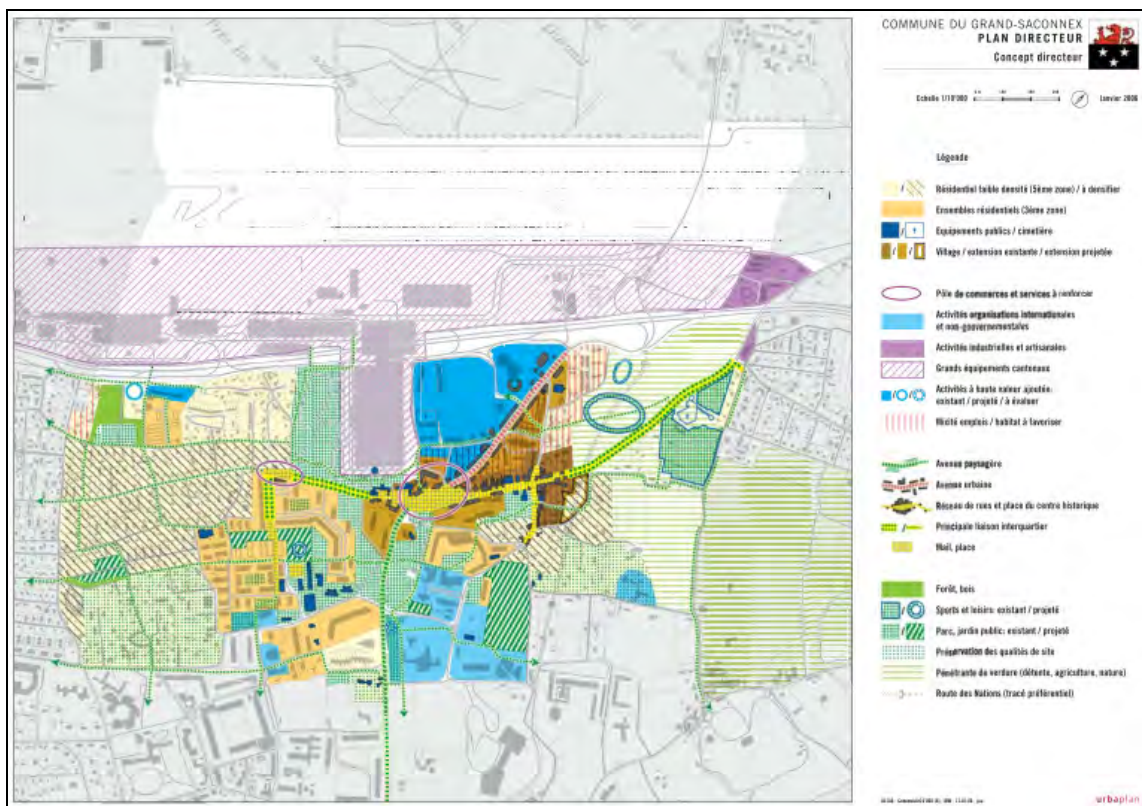 COMMUNE DU GRAND-SACONNEX
PLAN DIRECTEUR
Concept directeur
Echelle 1/10'000
Janvier 2006
Légende
Résidentiel faible densité (5ème zone) / à densifier
Ensembles résidentiels (3ème zone)
Equipements publics / cimetière
Village / extension existante / extension projetée
Pôle de commerces et services à renforcer
Activités organisations internationales
et non-gouvernementales
Activités industrielles et artisanales
Grands équipements cantonaux
Activités à haute valeur ajoutée:
existant / projeté / à évaluer
Mixité emplois / habitat à favoriser
Avenue paysagère
Avenue urbaine
Réseau de rues et place du centre historique
Principale liaison interquartier
Mail, place
Forêt, bois
Sports et loisirs: existant / projeté
Parc, jardin public: existant / projeté
Préservation des qualités de site
Pénétrante de verdure (détente, agriculture, nature)
Route des Nations (tracé préférentiel)
urbaplan